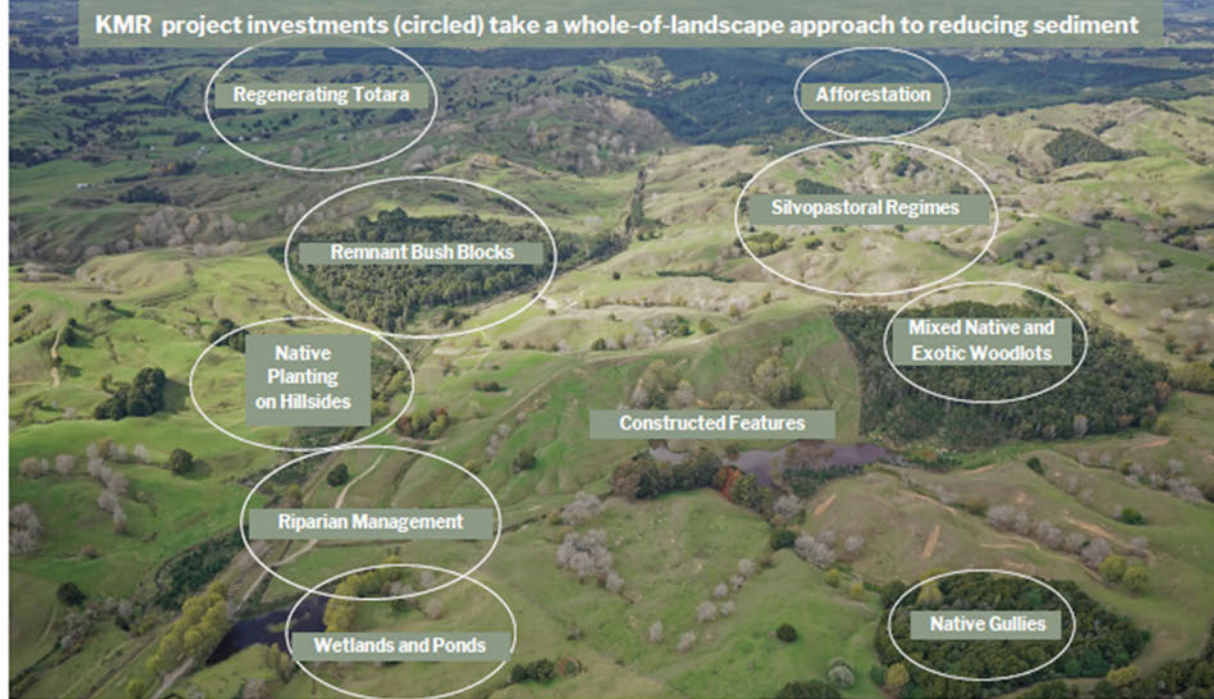 KMR project investments (circled) take a whole-of-landscape approach to reducing sediment
Regenerating Totara
Afforestation
Silvopastoral Regimes
Remnant Bush Blocks
Mixed Native and
Exotic Woodlots
Native
Planting
on Hillsides
Constructed Features
Riparian Management
Native Gullies
Wetlands and Ponds